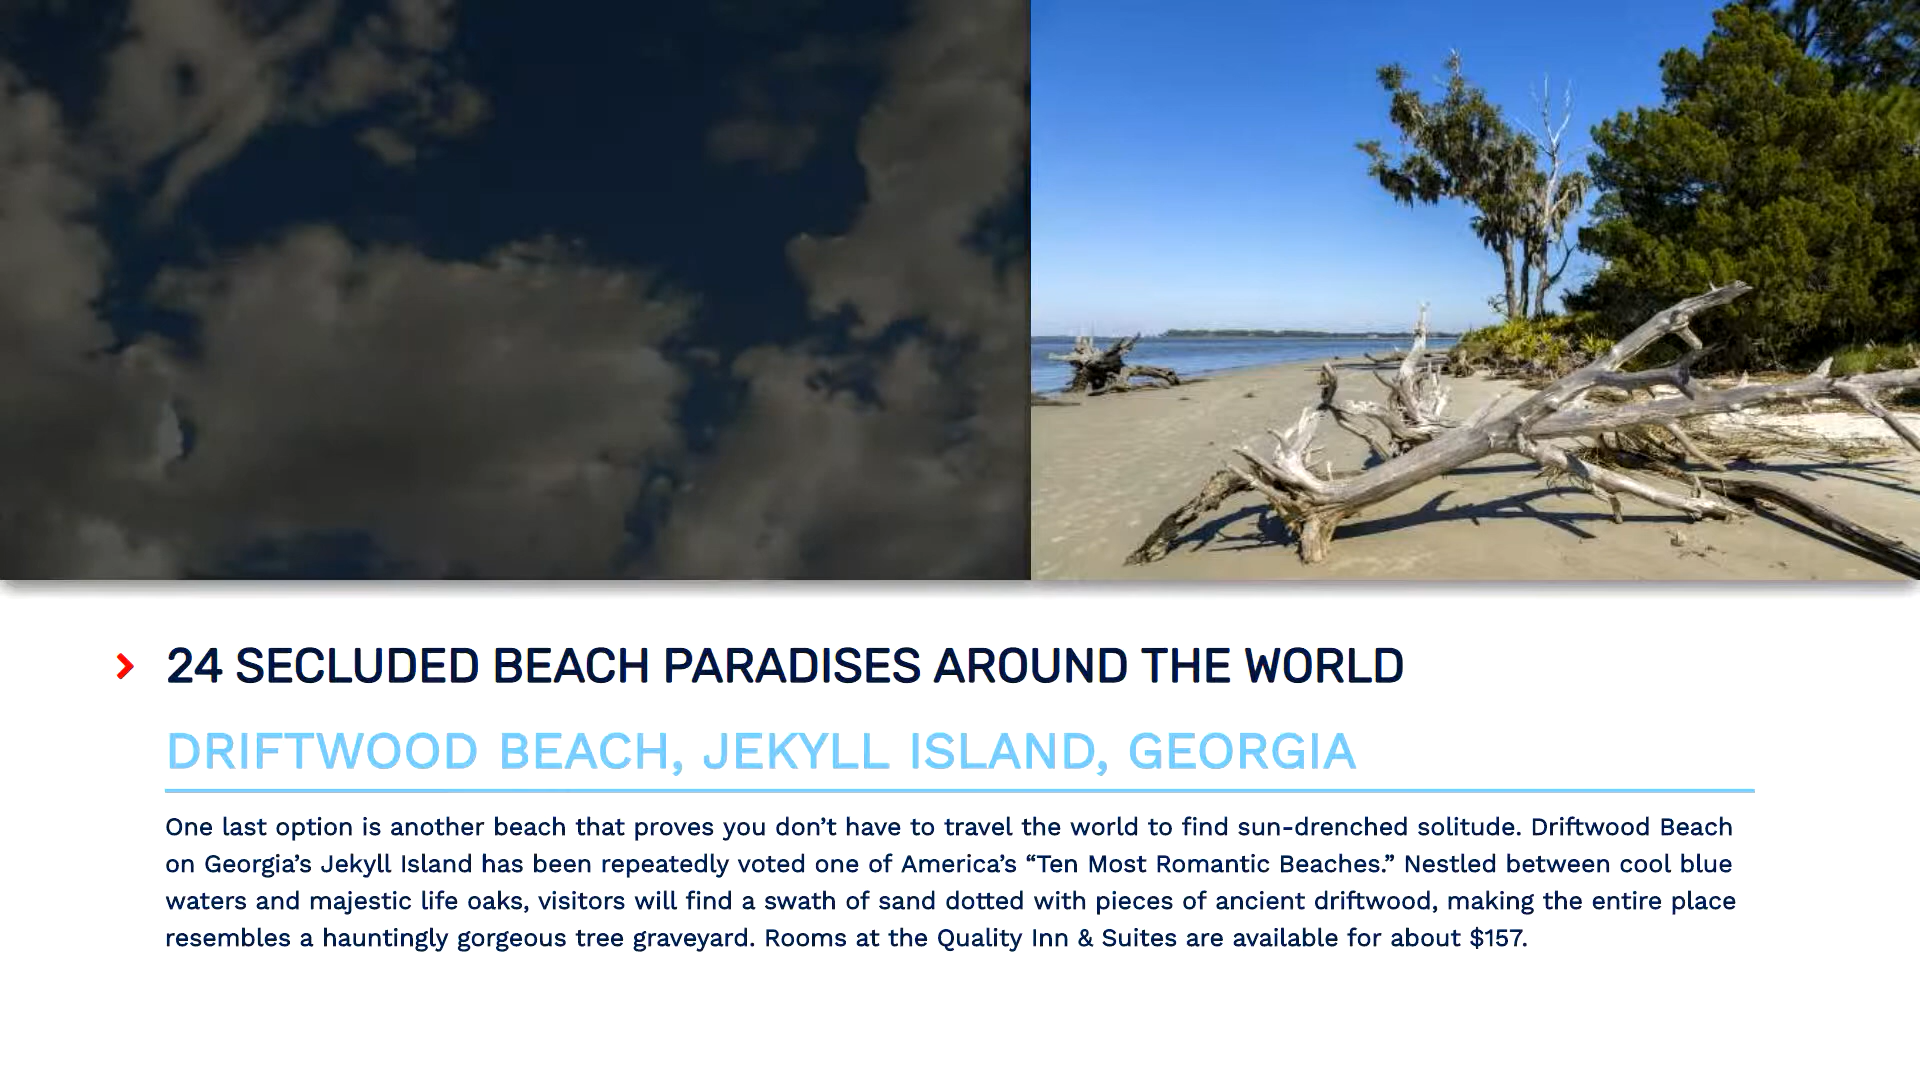 24 SECLUDED BEACH PARADISES AROUND THE WORLD
DRIFTWOOD BEACH, JEKYLL ISLAND, GEORGIA
One last option is another beach that proves you don’t have to travel the world to find sun-drenched solitude. Driftwood Beach
on Georgia’s Jekyll Island has been repeatedly voted one of America’s “Ten Most Romantic Beaches.” Nestled between cool blue
waters and majestic life oaks, visitors will find a swath of sand dotted with pieces of ancient driftwood, making the entire place
resembles a hauntingly gorgeous tree graveyard. Rooms at the Quality Inn & Suites are available for about $157.